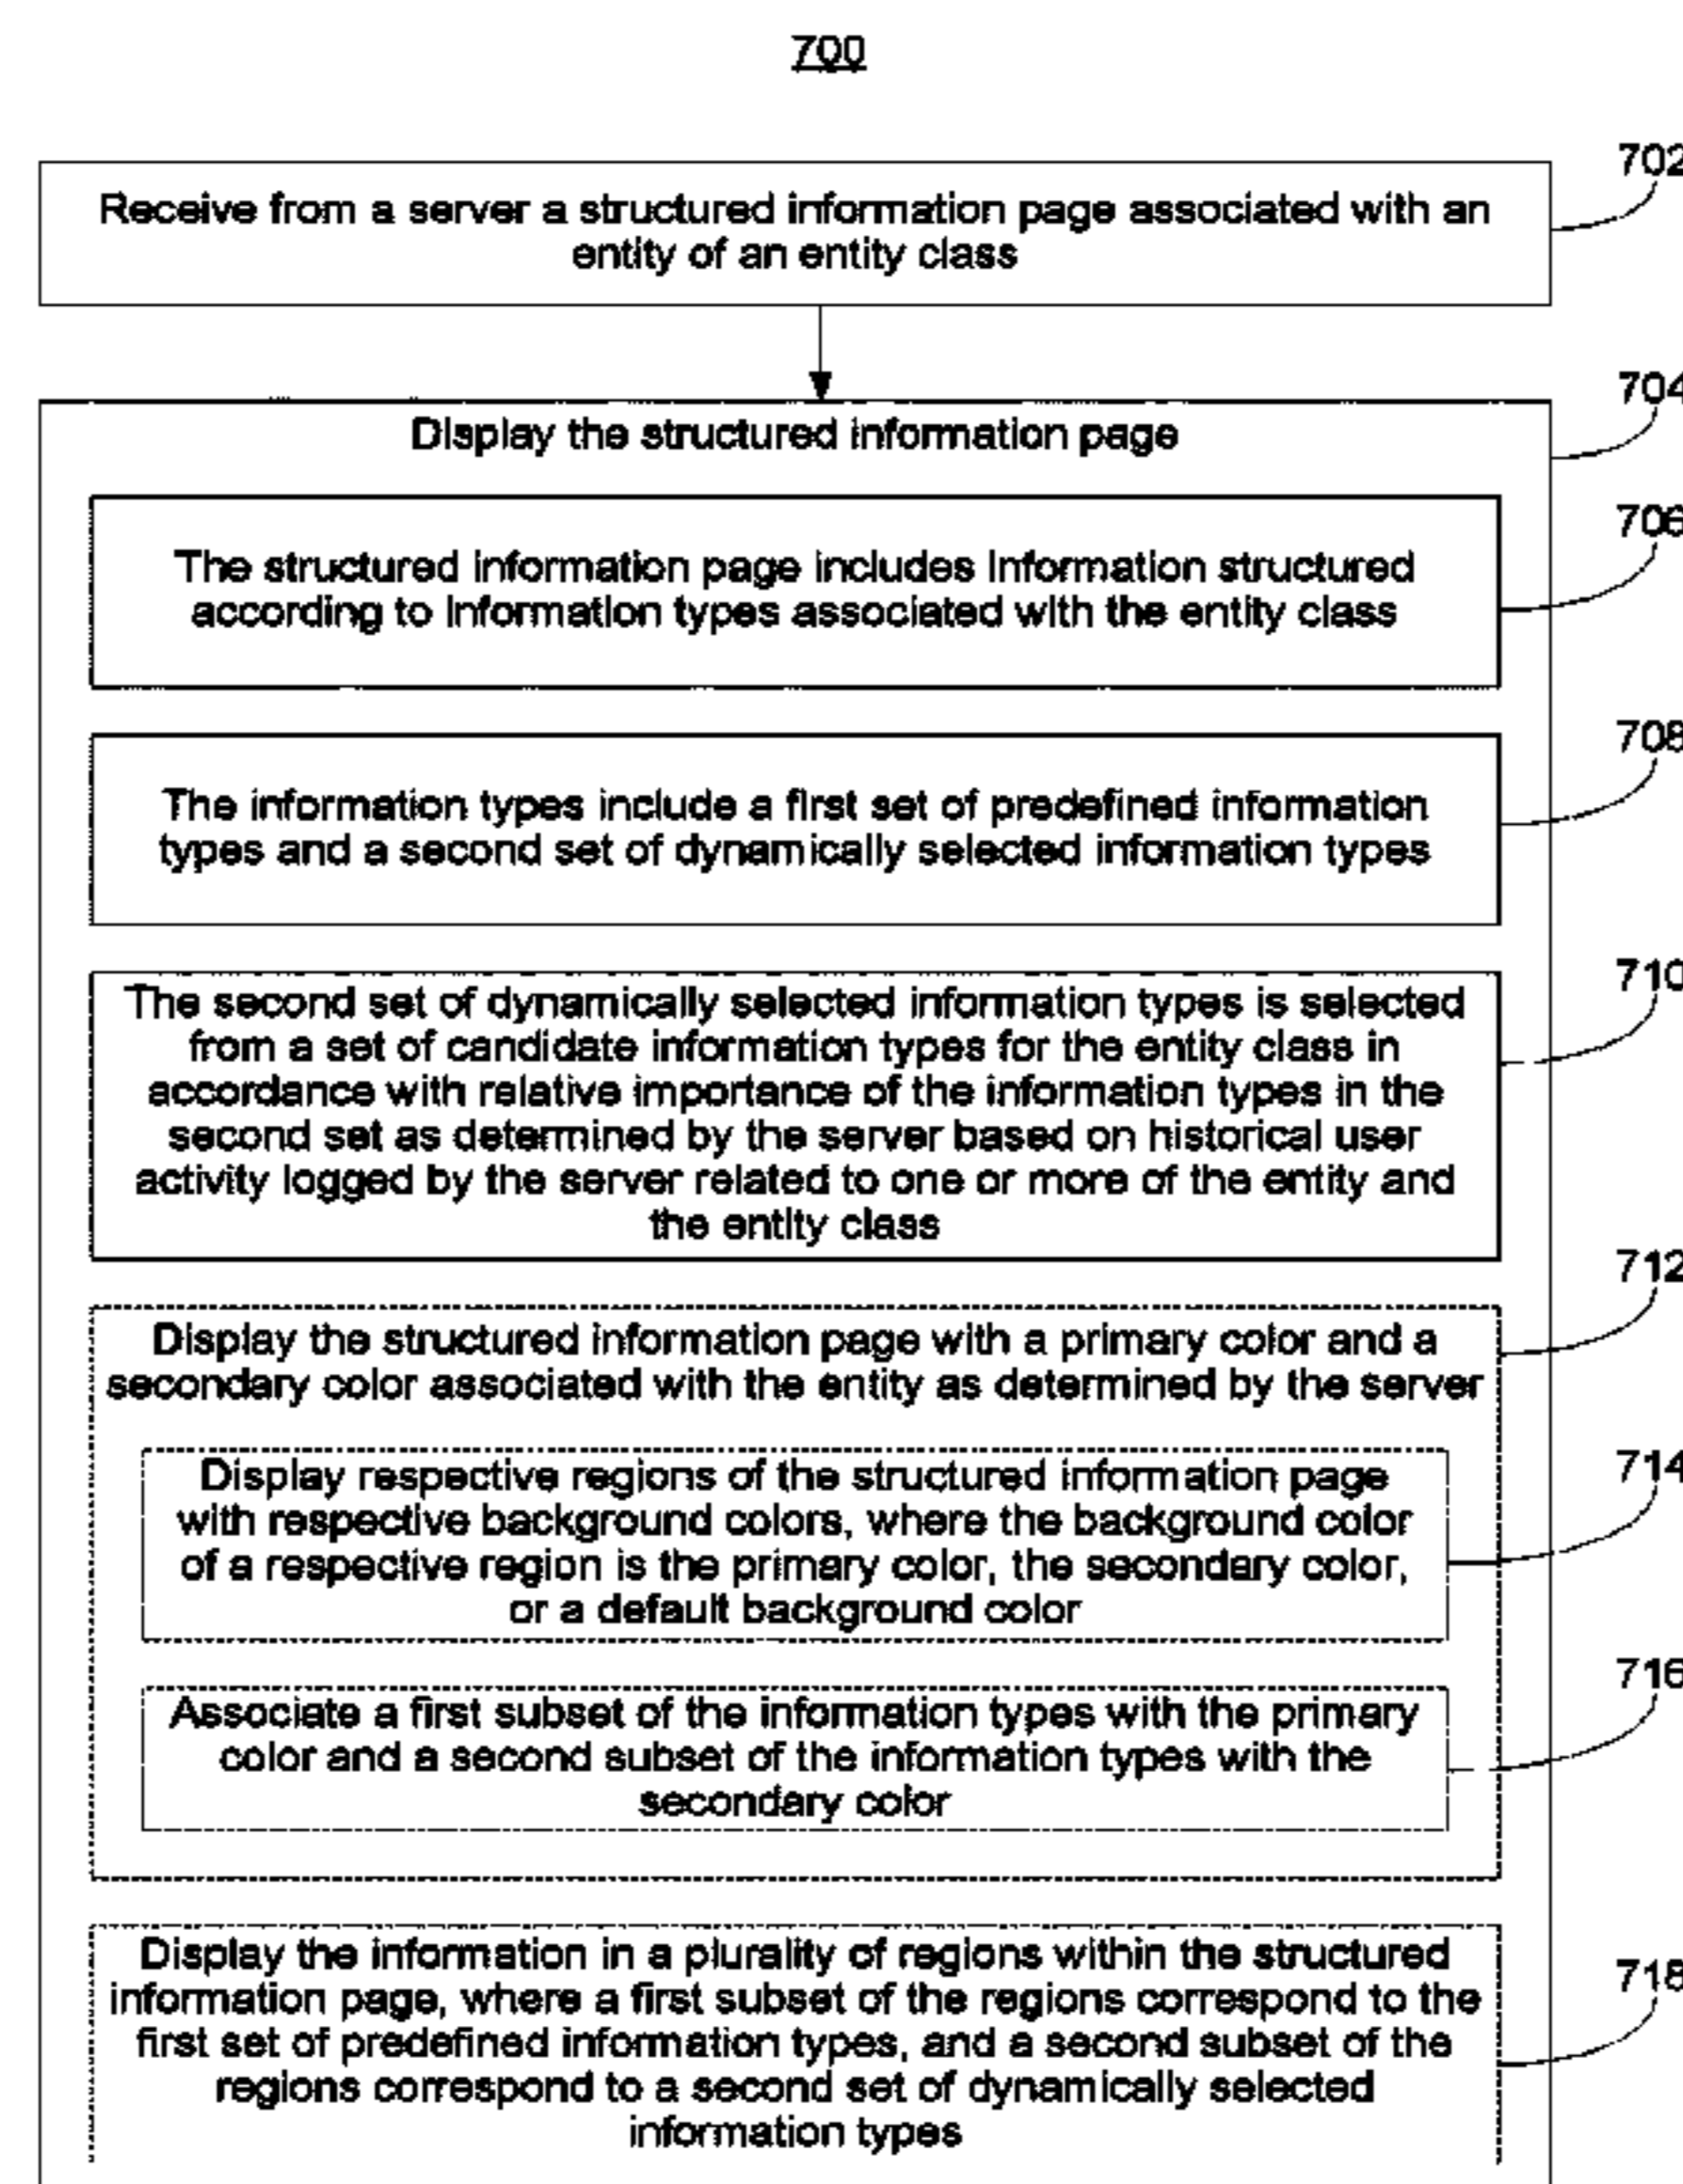 700
702
Receive from a server a structured information page associated with an
entity of an entity class
704
Display the structured information page
706
The structured information page includes information structured
according to information types associated with the entity class
708
The information types include a first set of predefined information
types and a second set of dynamically selected information types
710
The second set of dynamically selected information types is selected
from a set of candidate information types for the entity class in
accordance with relative importance of the information types in the
second set as determined by the server based on historical user
activity logged by the server related to one or more of the entity and
the entity class
712
Display the structured information page with a primary color and a
secondary color associated with the entity as determined by the server
714
Display respective regions of the structured information page
with respective background colors, where the background color
of a respective region is the primary color, the secondary color,
or a default background color
716
Associate a first subset of the information types with the primary
color and a second subset of the information types with the
secondary color
718
Display the information in a plurality of regions within the structured
information page, where a first subset of the regions correspond to the
first set of predefined information types, and a second subset of the
regions correspond to a second set of dynamically selected
information types